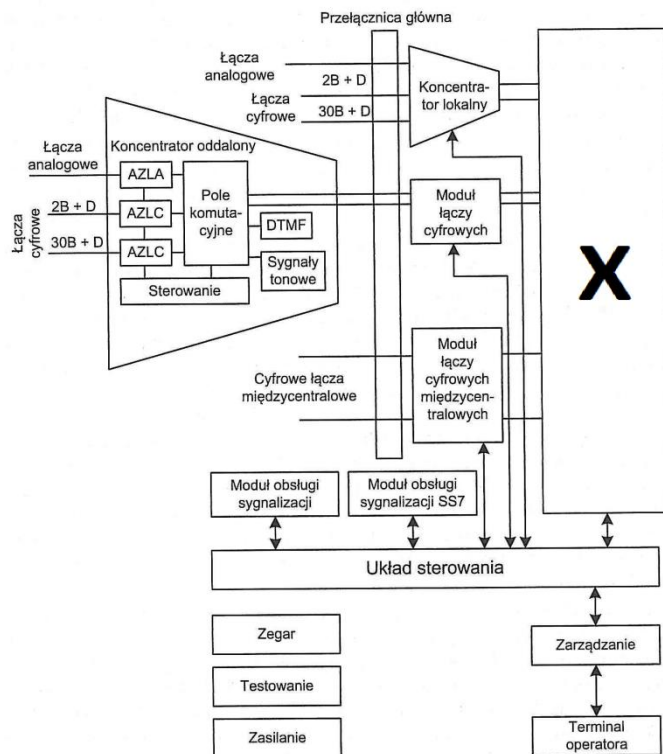 Przełącznica główna
Łącza
analogowe
2B + D
Łącza
cyfrowe
30B + D
Koncentra-
tor lokalny
Łącza
analogowe
Koncentrator oddalony
AZLA
2B + D
AZLC
Łącza
cyfrowe
30B + D
AZLC
Pole
komuta-
cyjne
DTMF
Sygnały
tonowe
Sterowanie
Moduł
łączy
cyfrowych
X
Cyfrowe łącza
międzycentralowe
Moduł
łączy
cyfrowych
międzycen-
tralowych
Moduł obsługi
sygnalizacji
Moduł obsługi
sygnalizacji SS7
Układ sterowania
Zegar
Zarządzanie
Testowanie
Zasilanie
Terminal
operatora